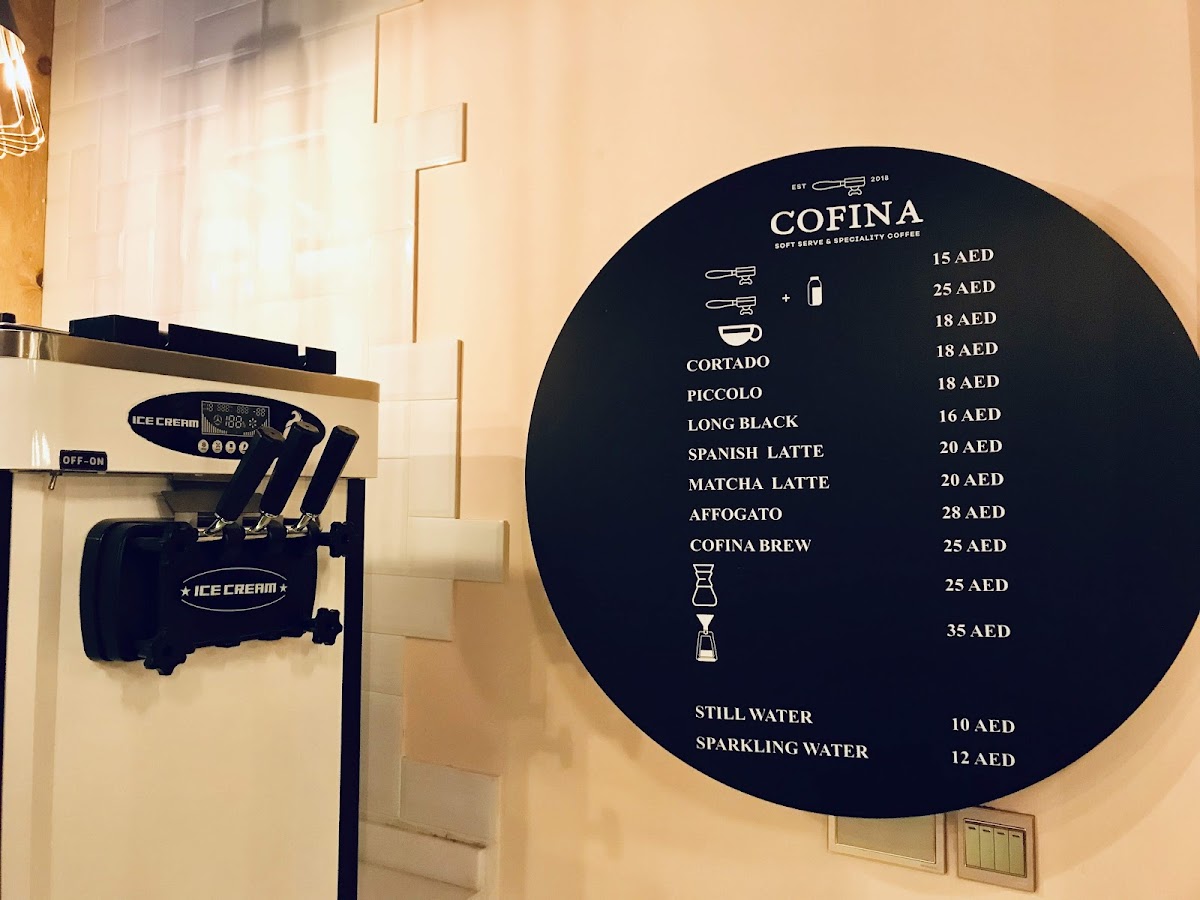 EST 2018
COFINA
SOFT SERVE & SPECIALITY COFFEE
15 AED
+ 25 AED
18 AED
CORTADO 18 AED
PICCOLO 18 AED
LONG BLACK 16 AED
SPANISH LATTE 20 AED
MATCHA LATTE 20 AED
AFFOGATO 28 AED
COFINA BREW 25 AED
25 AED
35 AED
STILL WATER 10 AED
SPARKLING WATER 12 AED
ICE CREAM
OFF-ON
ICE CREAM